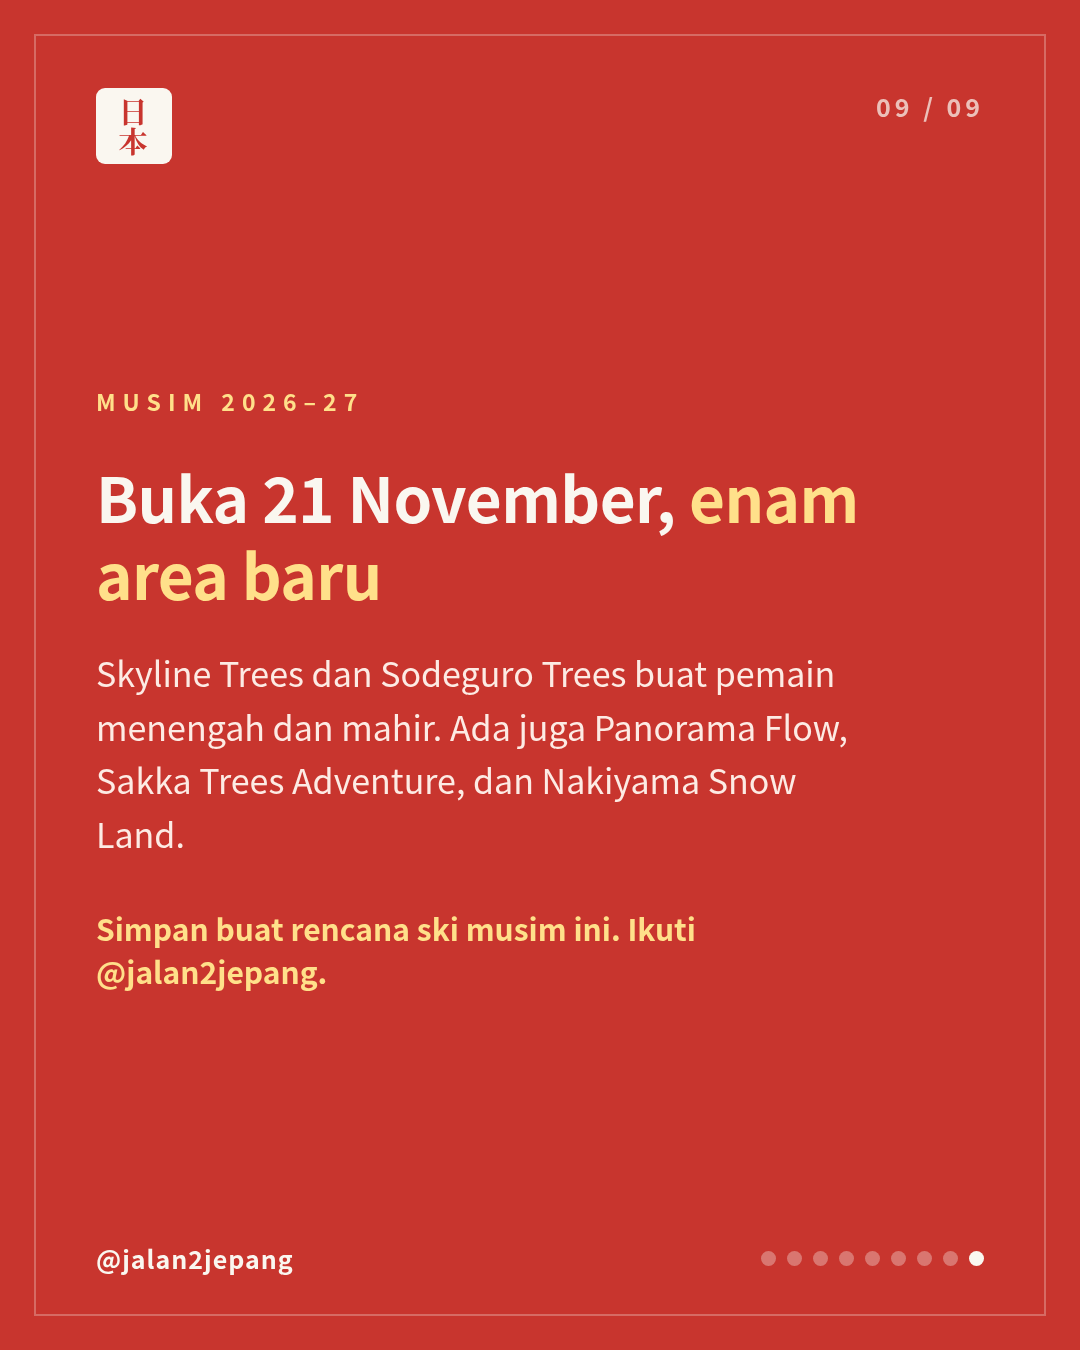 日
本
09 / 09
MUSIM 2026–27
Buka 21 November, enam
area baru
Skyline Trees dan Sodeguro Trees buat pemain
menengah dan mahir. Ada juga Panorama Flow,
Sakka Trees Adventure, dan Nakiyama Snow
Land.
Simpan buat rencana ski musim ini. Ikuti
@jalan2jepang.
@jalan2jepang